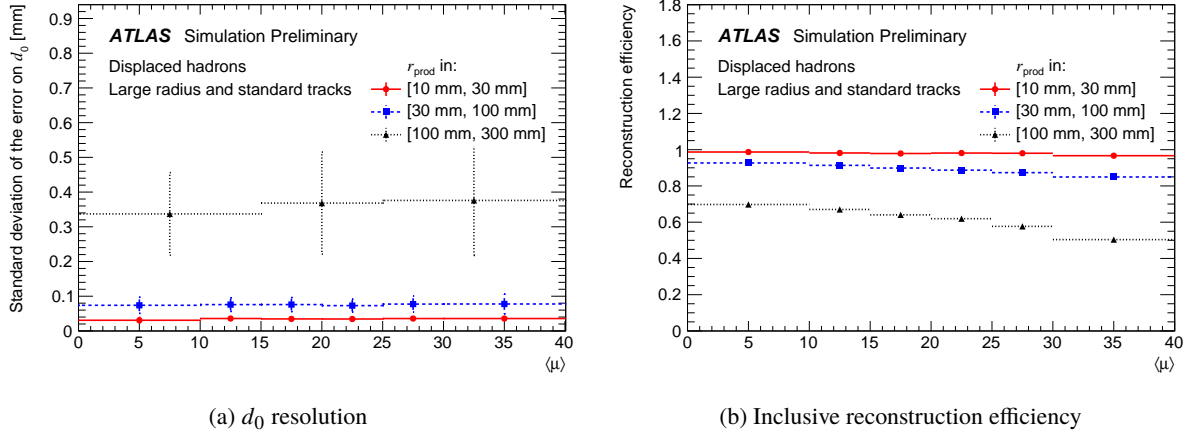 Standard deviation of the error on d₀ [mm]
0.9
0.8
0.7
0.6
0.5
0.4
0.3
0.2
0.1
0
ATLAS Simulation Preliminary
Displaced hadrons
Large radius and standard tracks
r_prod in:
[10 mm, 30 mm]
[30 mm, 100 mm]
[100 mm, 300 mm]
0 5 10 15 20 25 30 35 40
⟨μ⟩
(a) d₀ resolution
Reconstruction efficiency
1.8
1.6
1.4
1.2
1
0.8
0.6
0.4
0.2
0
ATLAS Simulation Preliminary
Displaced hadrons
Large radius and standard tracks
r_prod in:
[10 mm, 30 mm]
[30 mm, 100 mm]
[100 mm, 300 mm]
0 5 10 15 20 25 30 35 40
⟨μ⟩
(b) Inclusive reconstruction efficiency